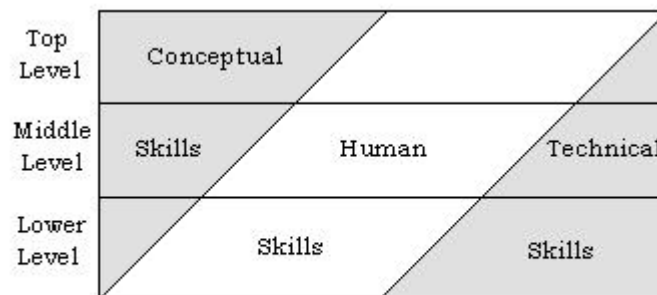 Top
Level
Conceptual
Middle
Level
Skills
Human
Technical
Lower
Level
Skills
Skills